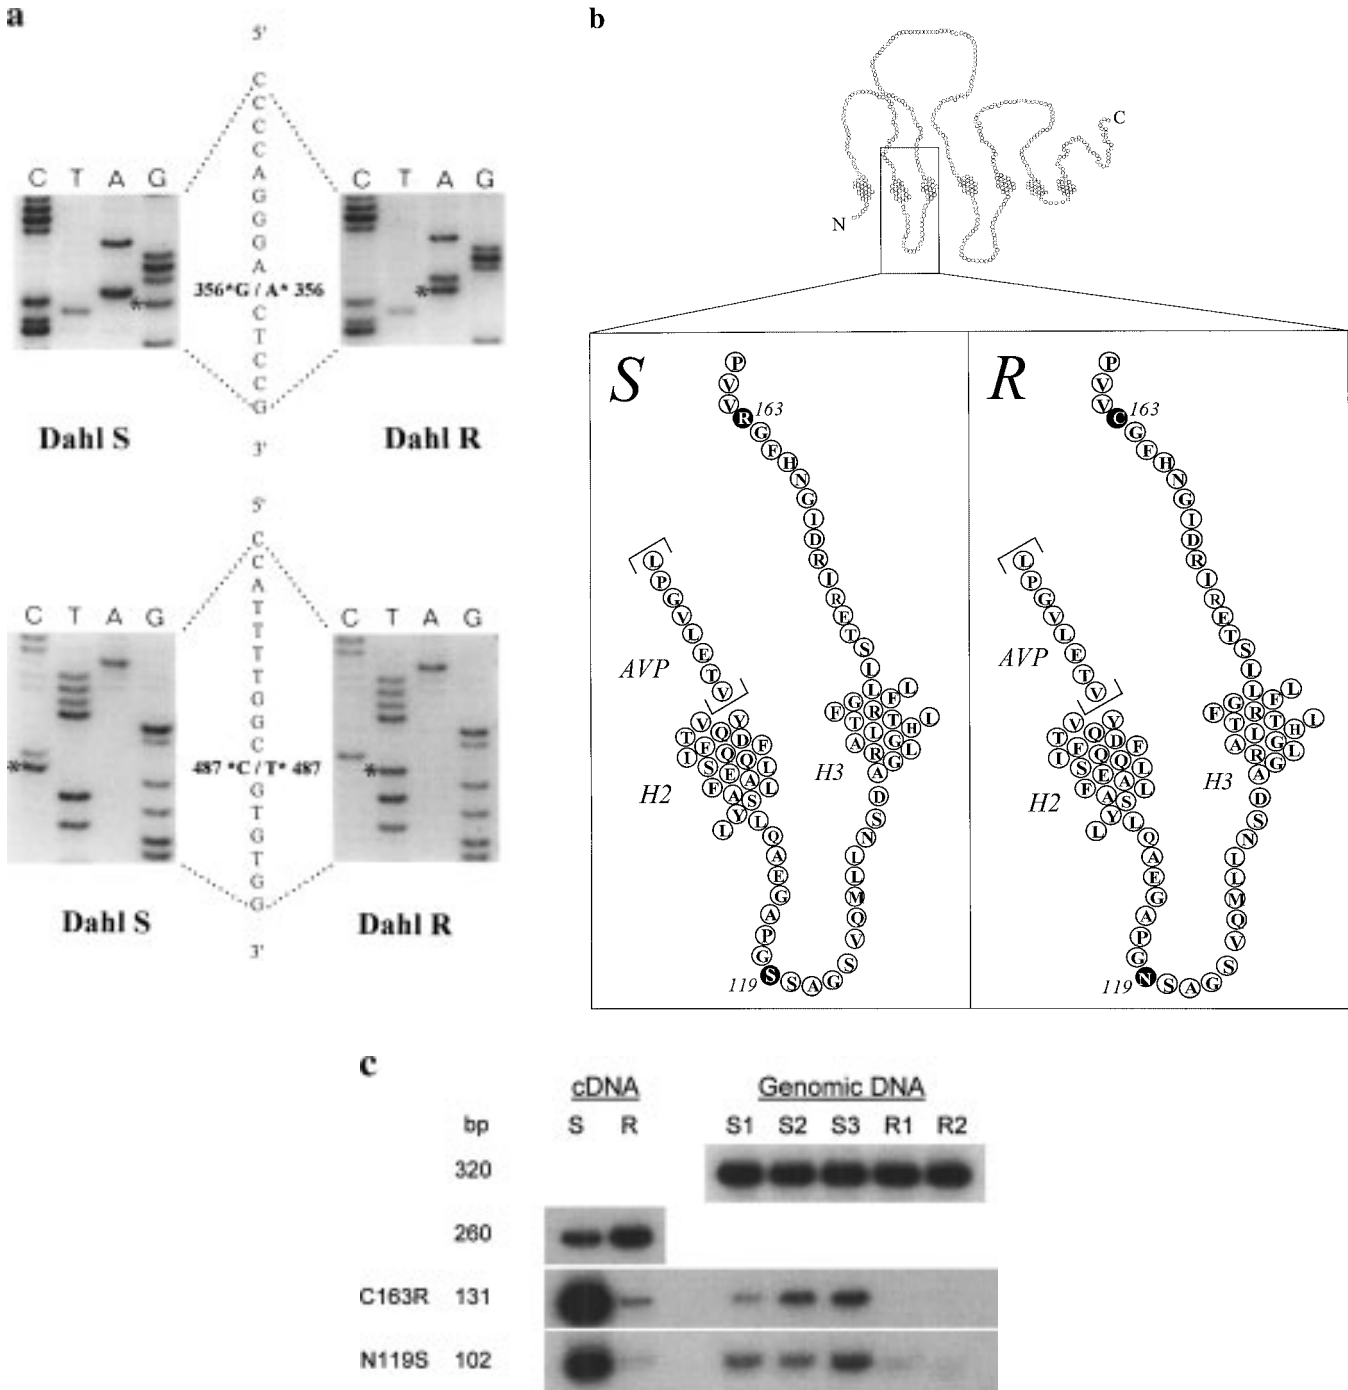 a
5'
C
C
C
C
A
G
G
G
A
356*G / A* 356
C
T
C
C
G
3'
C T A G
*
Dahl S
C T A G
*
Dahl R
5'
C
C
A
T
T
T
T
G
G
C
487 *C / T* 487
G
T
G
T
G
G
3'
C T A G
*
Dahl S
C T A G
*
Dahl R
b
N
C
S
P
V
V
R 163
G
F
H
N
G
I
D
R
I
R
E
T
S
L
P
G
V
L
E
T
V
AVP
H2
H3
L
Q
A
E
G
A
P
G
119 S
S
A
G
S
V
Q
M
L
L
N
S
D
A
R
P
V
V
C 163
G
F
H
N
G
I
D
R
I
R
E
T
S
L
P
G
V
L
E
T
V
AVP
H2
H3
L
Q
A
E
G
A
P
G
119 N
S
A
G
S
V
Q
M
L
L
N
S
D
A
c
cDNA Genomic DNA
bp S R S1 S2 S3 R1 R2
320
260
C163R 131
N119S 102